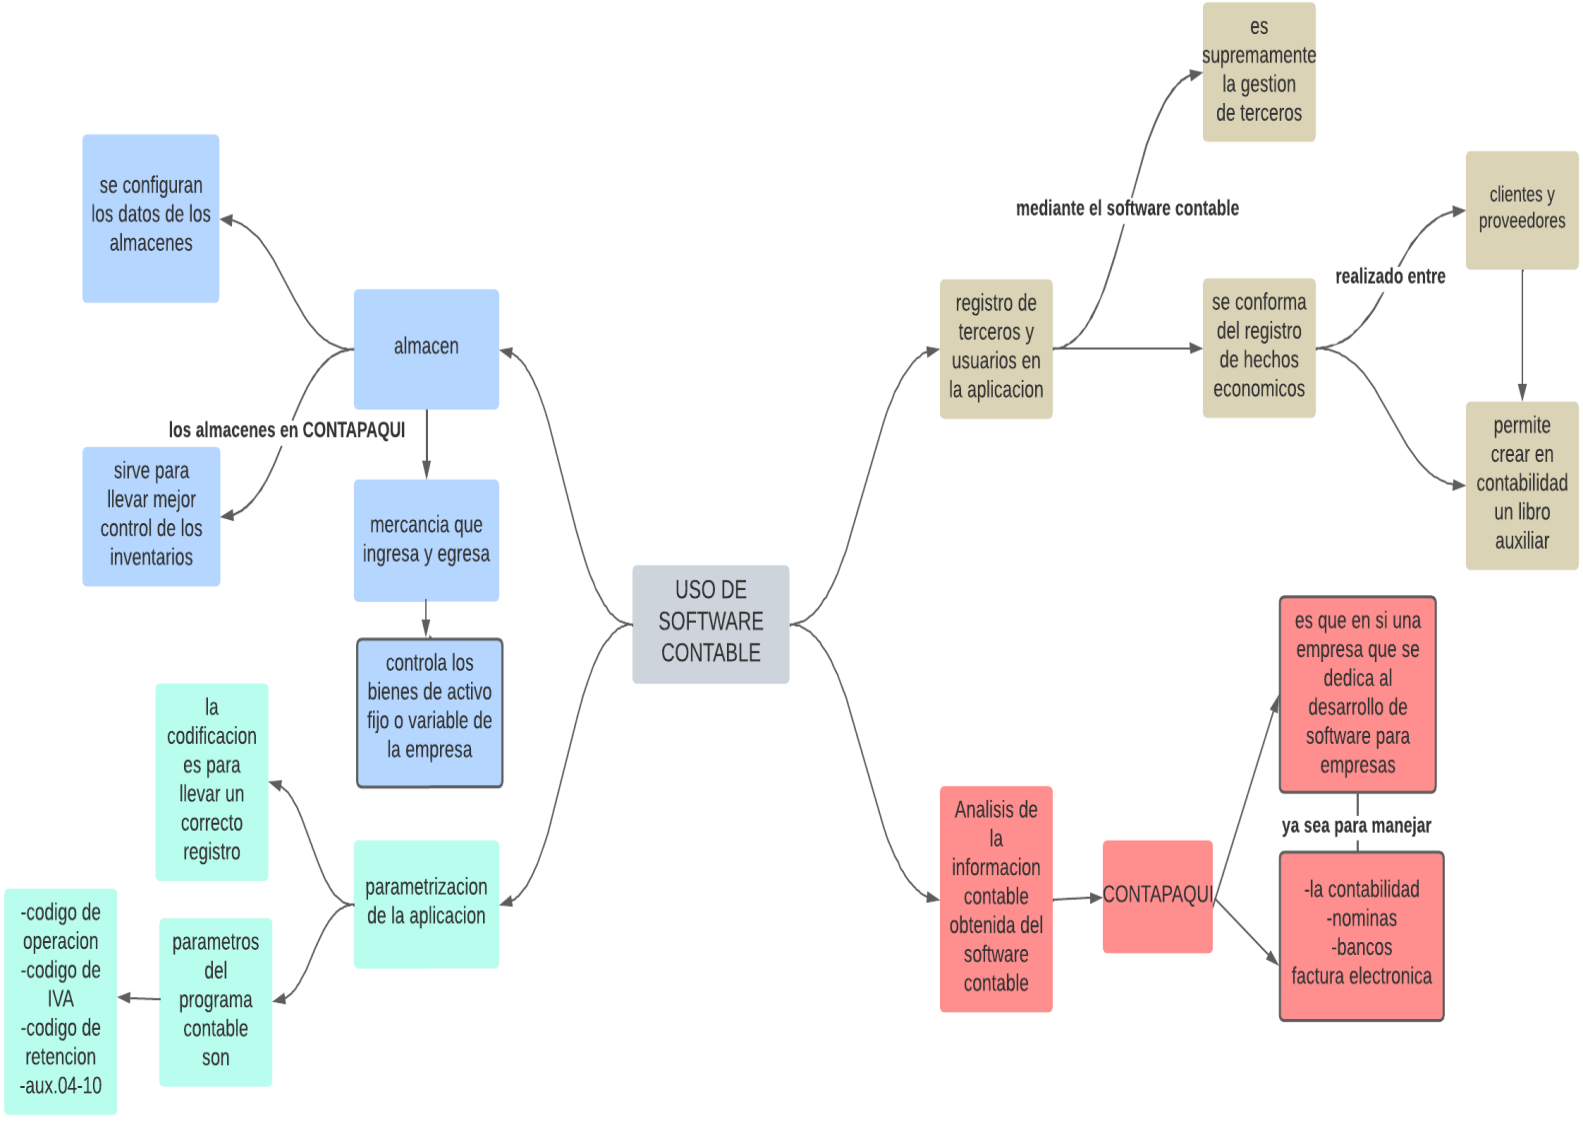 USO DE
SOFTWARE
CONTABLE
almacen
se configuran
los datos de los
almacenes
los almacenes en CONTAPAQUI
sirve para
llevar mejor
control de los
inventarios
mercancia que
ingresa y egresa
controla los
bienes de activo
fijo o variable de
la empresa
parametrizacion
de la aplicacion
la
codificacion
es para
llevar un
correcto
registro
parametros
del
programa
contable
son
-codigo de
operacion
-codigo de
IVA
-codigo de
retencion
-aux.04-10
registro de
terceros y
usuarios en
la aplicacion
mediante el software contable
es
supremamente
la gestion
de terceros
se conforma
del registro
de hechos
economicos
realizado entre
clientes y
proveedores
permite
crear en
contabilidad
un libro
auxiliar
Analisis de
la
informacion
contable
obtenida del
software
contable
CONTAPAQUI
es que en si una
empresa que se
dedica al
desarrollo de
software para
empresas
ya sea para manejar
-la contabilidad
-nominas
-bancos
factura electronica